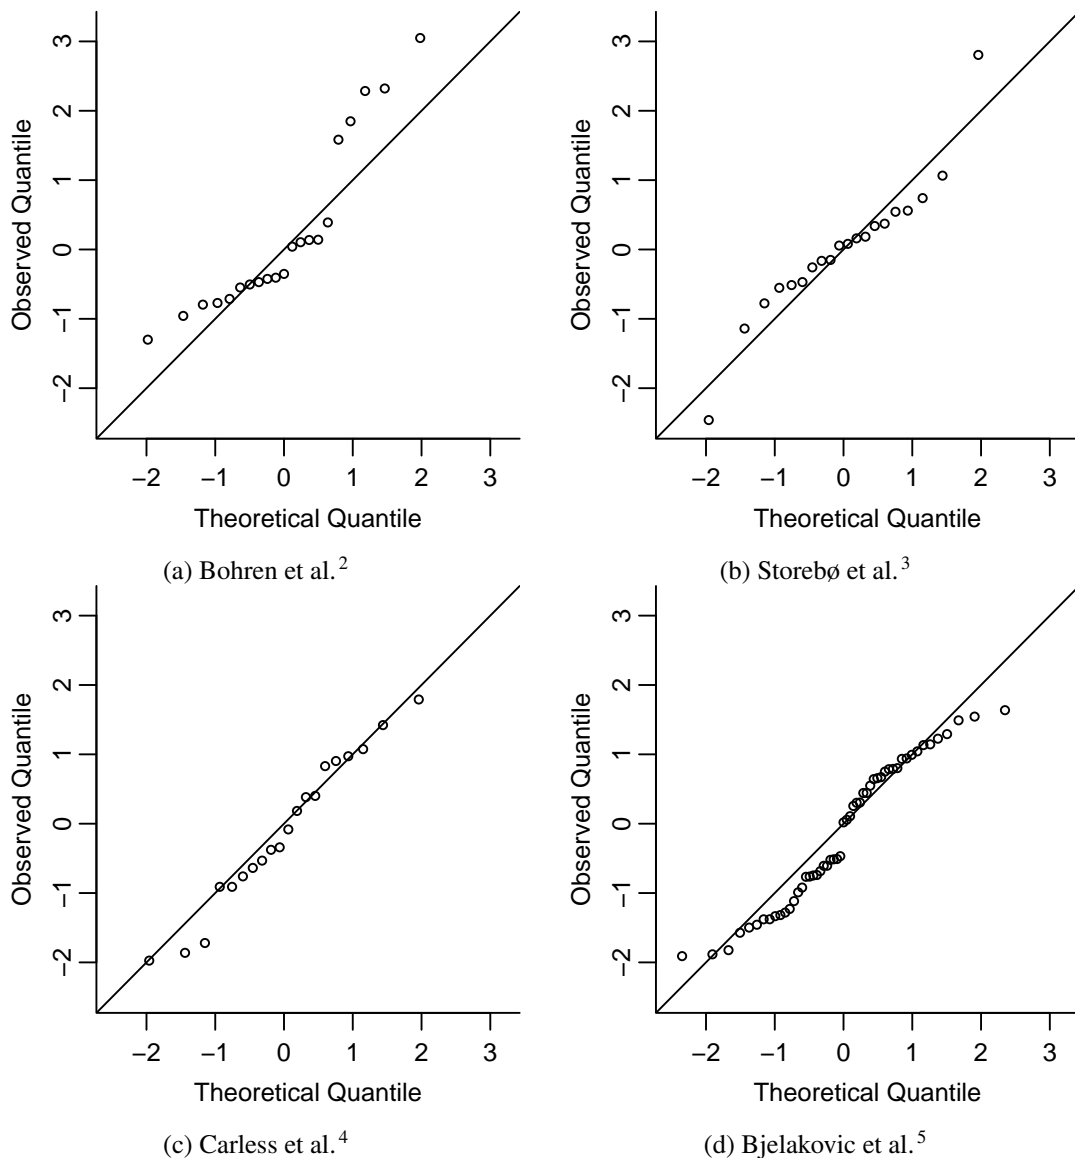 3
2
1
0
−1
−2
Observed Quantile
−2 −1 0 1 2 3
Theoretical Quantile
(a) Bohren et al.²
3
2
1
0
−1
−2
Observed Quantile
−2 −1 0 1 2 3
Theoretical Quantile
(b) Storebø et al.³
3
2
1
0
−1
−2
Observed Quantile
−2 −1 0 1 2 3
Theoretical Quantile
(c) Carless et al.⁴
3
2
1
0
−1
−2
Observed Quantile
−2 −1 0 1 2 3
Theoretical Quantile
(d) Bjelakovic et al.⁵